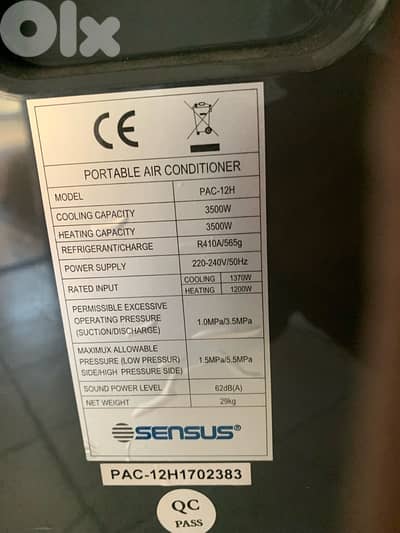 OLX
CE
PORTABLE AIR CONDITIONER
MODEL PAC-12H
COOLING CAPACITY 3500W
HEATING CAPACITY 3500W
REFRIGERANT/CHARGE R410A/565g
POWER SUPPLY 220-240V/50Hz
RATED INPUT COOLING 1370W
HEATING 1200W
PERMISSIBLE EXCESSIVE
OPERATING PRESSURE 1.0MPa/3.5MPa
(SUCTION/DISCHARGE)
MAXIMUX ALLOWABLE
PRESSURE (LOW PRESSUR) 1.5MPa/5.5MPa
SIDE/HIGH PRESSURE SIDE)
SOUND POWER LEVEL 62dB(A)
NET WEIGHT 29kg
SENSUS®
PAC-12H1702383
QC
PASS